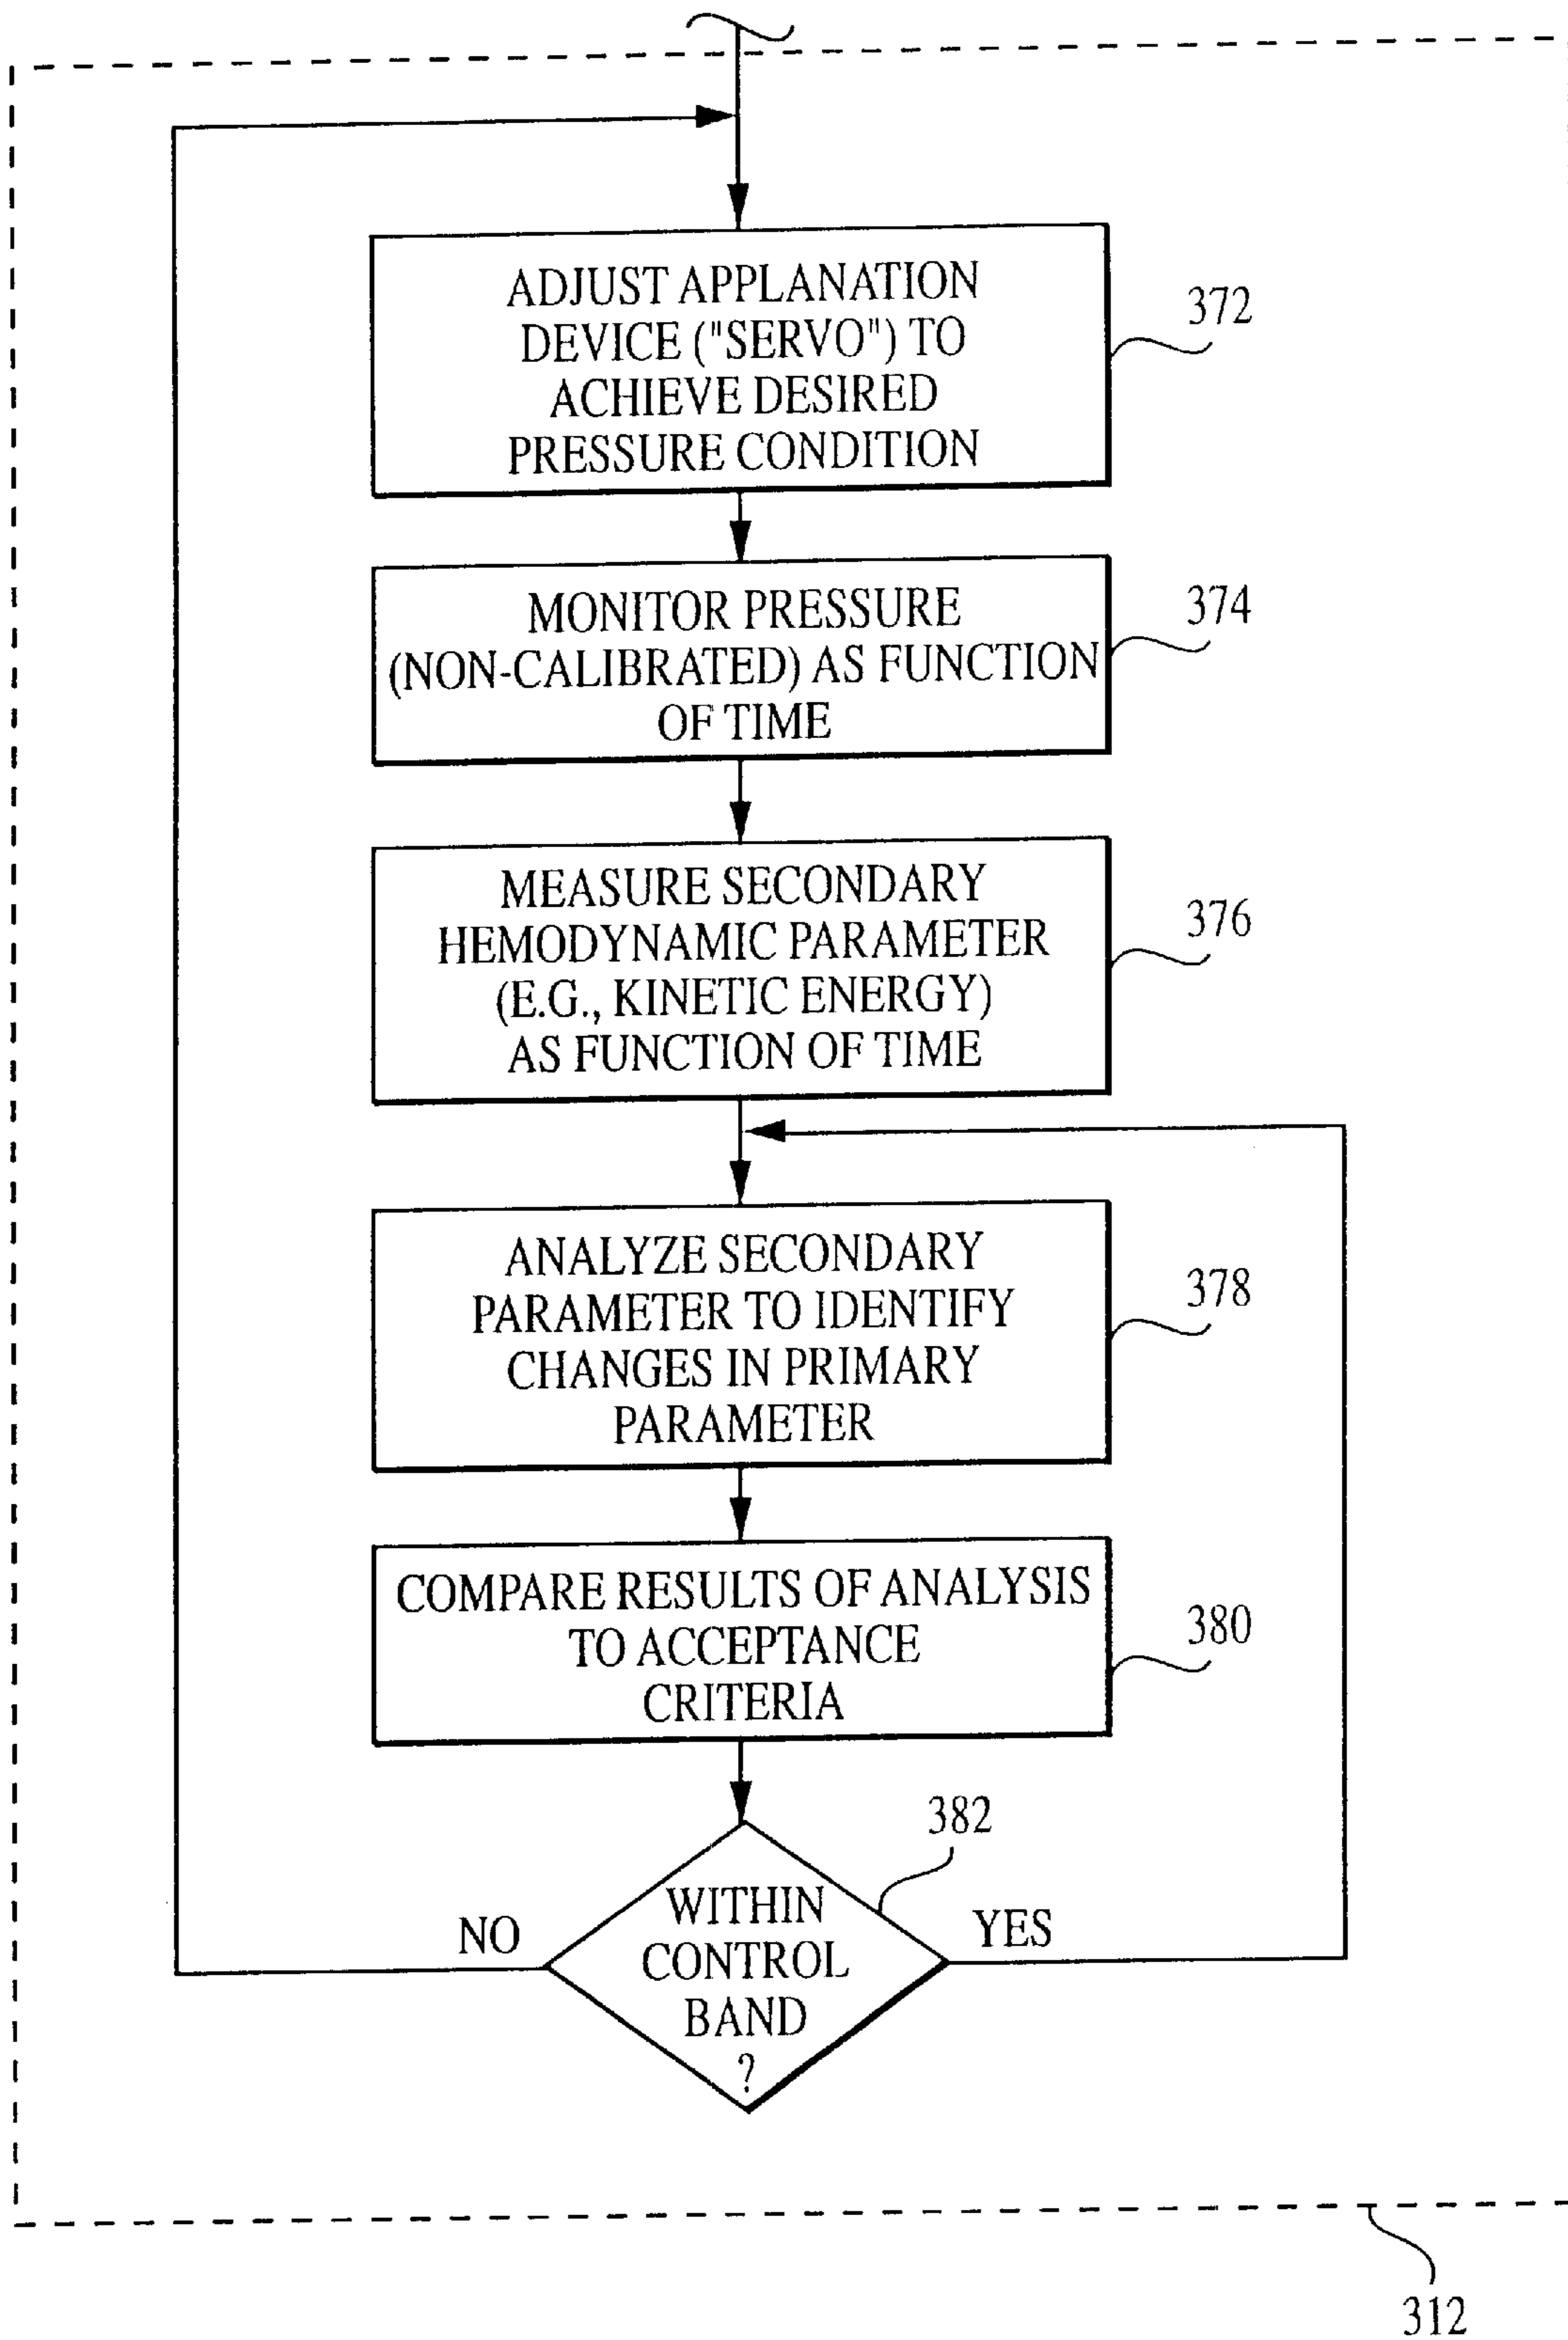 ADJUST APPLANATION
DEVICE ("SERVO") TO
ACHIEVE DESIRED
PRESSURE CONDITION
372
MONITOR PRESSURE
(NON-CALIBRATED) AS FUNCTION
OF TIME
374
MEASURE SECONDARY
HEMODYNAMIC PARAMETER
(E.G., KINETIC ENERGY)
AS FUNCTION OF TIME
376
ANALYZE SECONDARY
PARAMETER TO IDENTIFY
CHANGES IN PRIMARY
PARAMETER
378
COMPARE RESULTS OF ANALYSIS
TO ACCEPTANCE
CRITERIA
380
382
NO
WITHIN
CONTROL
BAND
?
YES
312